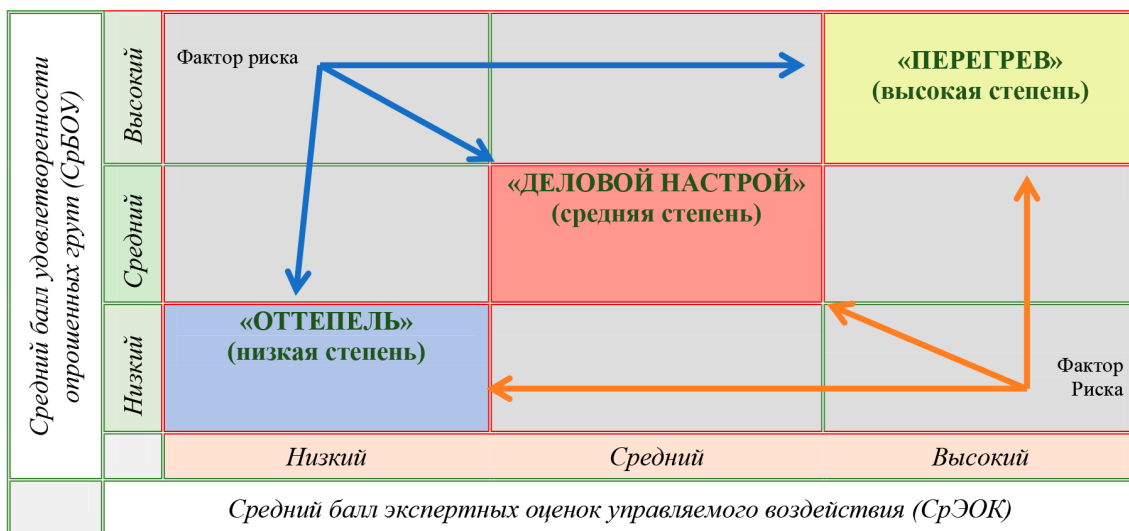 Средний балл удовлетворенности
опрошенных групп (СрБОУ)
Высокий
Фактор риска
«ПЕРЕГРЕВ»
(высокая степень)
Средний
«ДЕЛОВОЙ НАСТРОЙ»
(средняя степень)
Низкий
«ОТТЕПЕЛЬ»
(низкая степень)
Фактор
Риска
Низкий
Средний
Высокий
Средний балл экспертных оценок управляемого воздействия (СрЭОК)